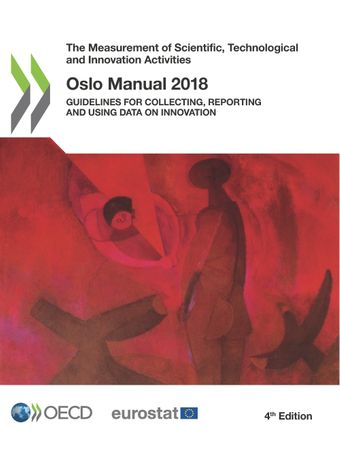 The Measurement of Scientific, Technological
and Innovation Activities
Oslo Manual 2018
GUIDELINES FOR COLLECTING, REPORTING
AND USING DATA ON INNOVATION
OECD
eurostat
4th Edition